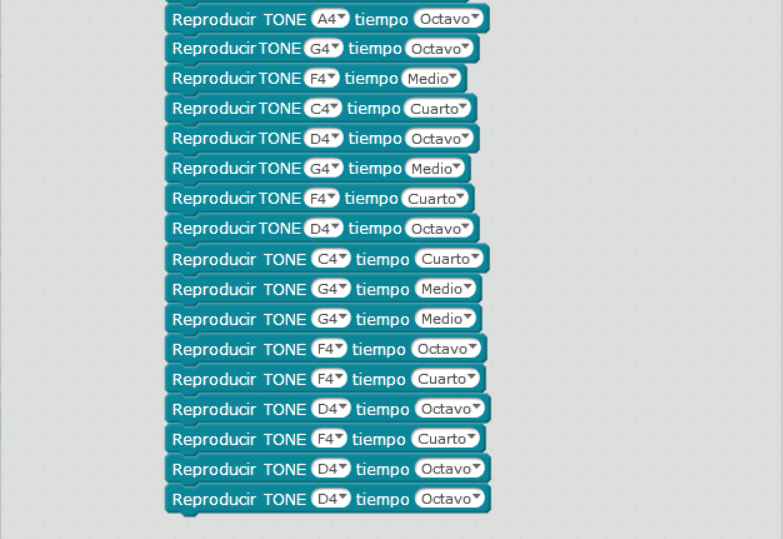 Reproducir TONE A4 tiempo Octavo
Reproducir TONE G4 tiempo Octavo
Reproducir TONE F4 tiempo Medio
Reproducir TONE C4 tiempo Cuarto
Reproducir TONE D4 tiempo Octavo
Reproducir TONE G4 tiempo Medio
Reproducir TONE F4 tiempo Cuarto
Reproducir TONE D4 tiempo Octavo
Reproducir TONE C4 tiempo Cuarto
Reproducir TONE G4 tiempo Medio
Reproducir TONE G4 tiempo Medio
Reproducir TONE F4 tiempo Octavo
Reproducir TONE F4 tiempo Cuarto
Reproducir TONE D4 tiempo Octavo
Reproducir TONE F4 tiempo Cuarto
Reproducir TONE D4 tiempo Octavo
Reproducir TONE D4 tiempo Octavo